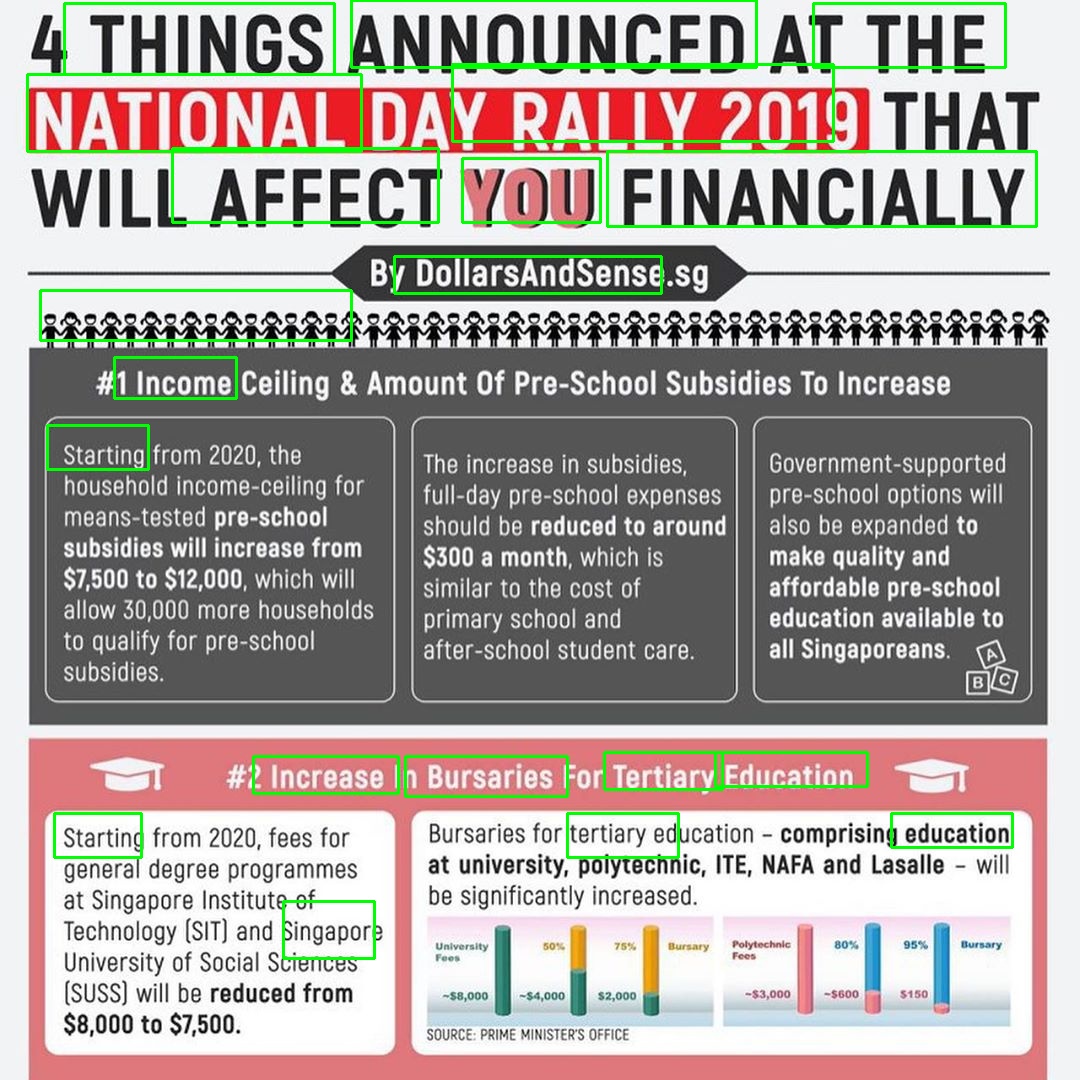 4 THINGS ANNOUNCED AT THE
NATIONAL DAY RALLY 2019 THAT
WILL AFFECT YOU FINANCIALLY
By DollarsAndSense.sg
#1 Income Ceiling & Amount Of Pre-School Subsidies To Increase
Starting from 2020, the
household income-ceiling for
means-tested pre-school
subsidies will increase from
$7,500 to $12,000, which will
allow 30,000 more households
to qualify for pre-school
subsidies.
The increase in subsidies,
full-day pre-school expenses
should be reduced to around
$300 a month, which is
similar to the cost of
primary school and
after-school student care.
Government-supported
pre-school options will
also be expanded to
make quality and
affordable pre-school
education available to
all Singaporeans.
A
B C
#2 Increase In Bursaries For Tertiary Education
Starting from 2020, fees for
general degree programmes
at Singapore Institute of
Technology (SIT) and Singapore
University of Social Sciences
(SUSS) will be reduced from
$8,000 to $7,500.
Bursaries for tertiary education – comprising education
at university, polytechnic, ITE, NAFA and Lasalle – will
be significantly increased.
University Fees 50% 75% Bursary
~$8,000 ~$4,000 $2,000
Polytechnic Fees 80% 95% Bursary
~$3,000 ~$600 $150
SOURCE: PRIME MINISTER'S OFFICE